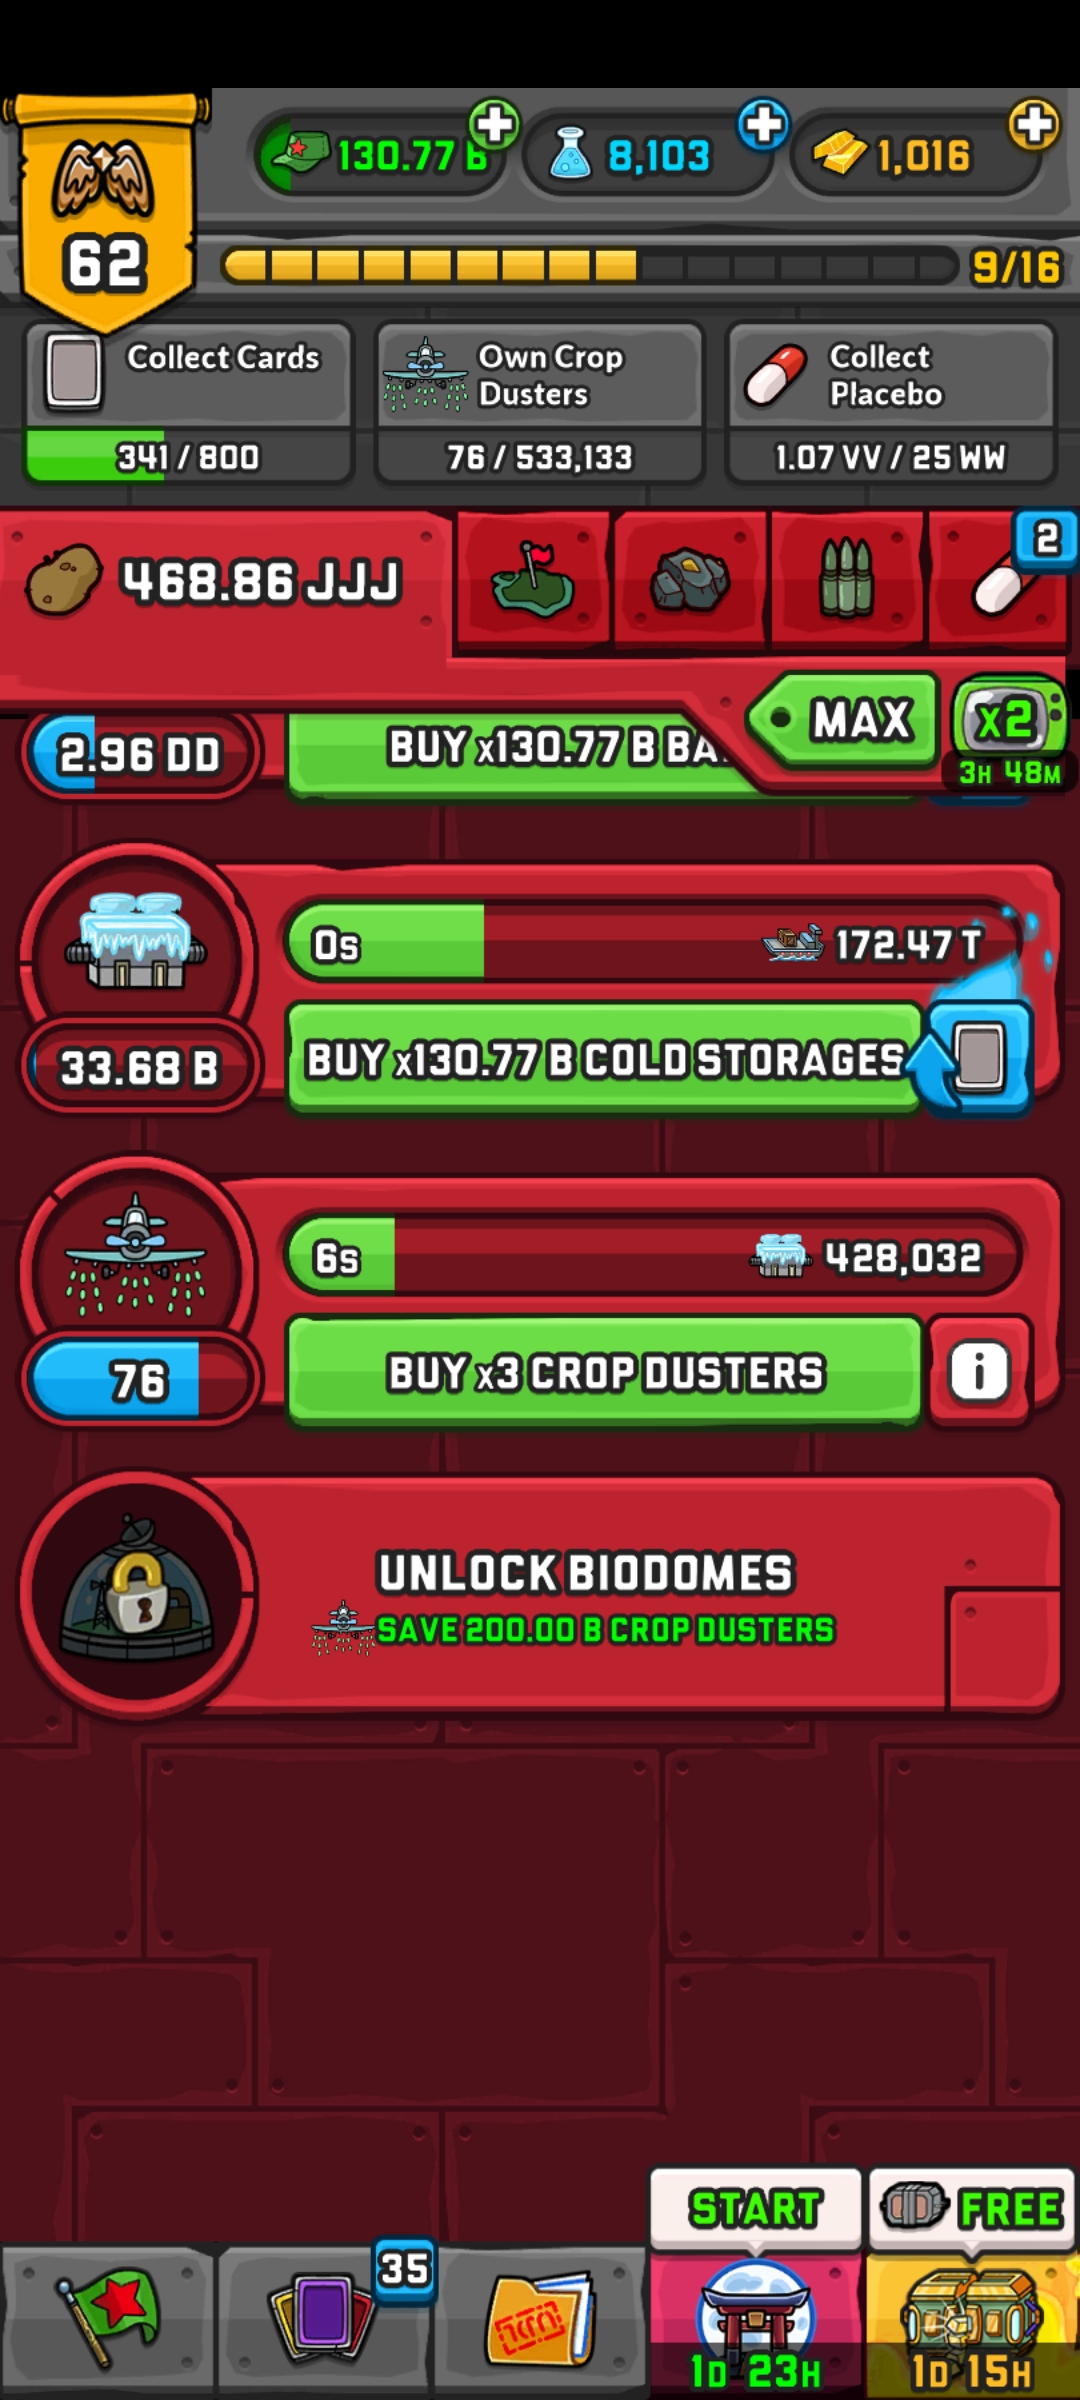 130.77 B
8,103
1,016
62
9/16
Collect Cards
341 / 800
Own Crop
Dusters
76 / 533,133
Collect
Placebo
1.07 VV / 25 WW
468.86 JJJ
2
MAX
x2
3H 48M
2.96 DD
BUY x130.77 B BA
0s
172.47 T
33.68 B
BUY x130.77 B COLD STORAGES
6s
428,032
76
BUY x3 CROP DUSTERS
i
UNLOCK BIODOMES
SAVE 200.00 B CROP DUSTERS
START
FREE
35
1D 23H
1D 15H